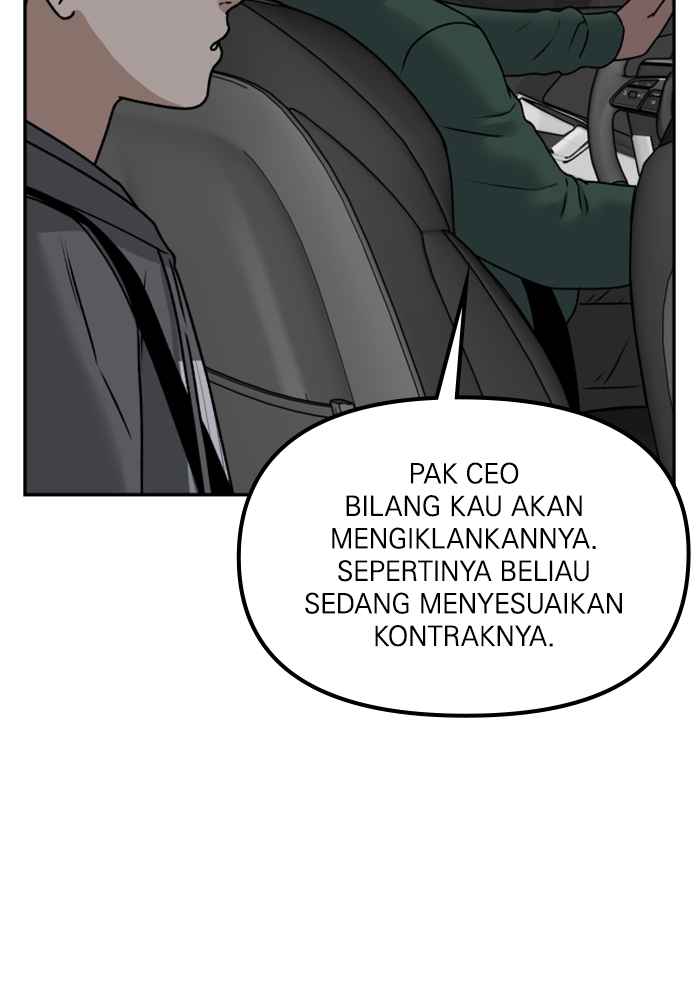 PAK CEO
BILANG KAU AKAN
MENGIKLANKANNYA.
SEPERTINYA BELIAU
SEDANG MENYESUAIKAN
KONTRAKNYA.